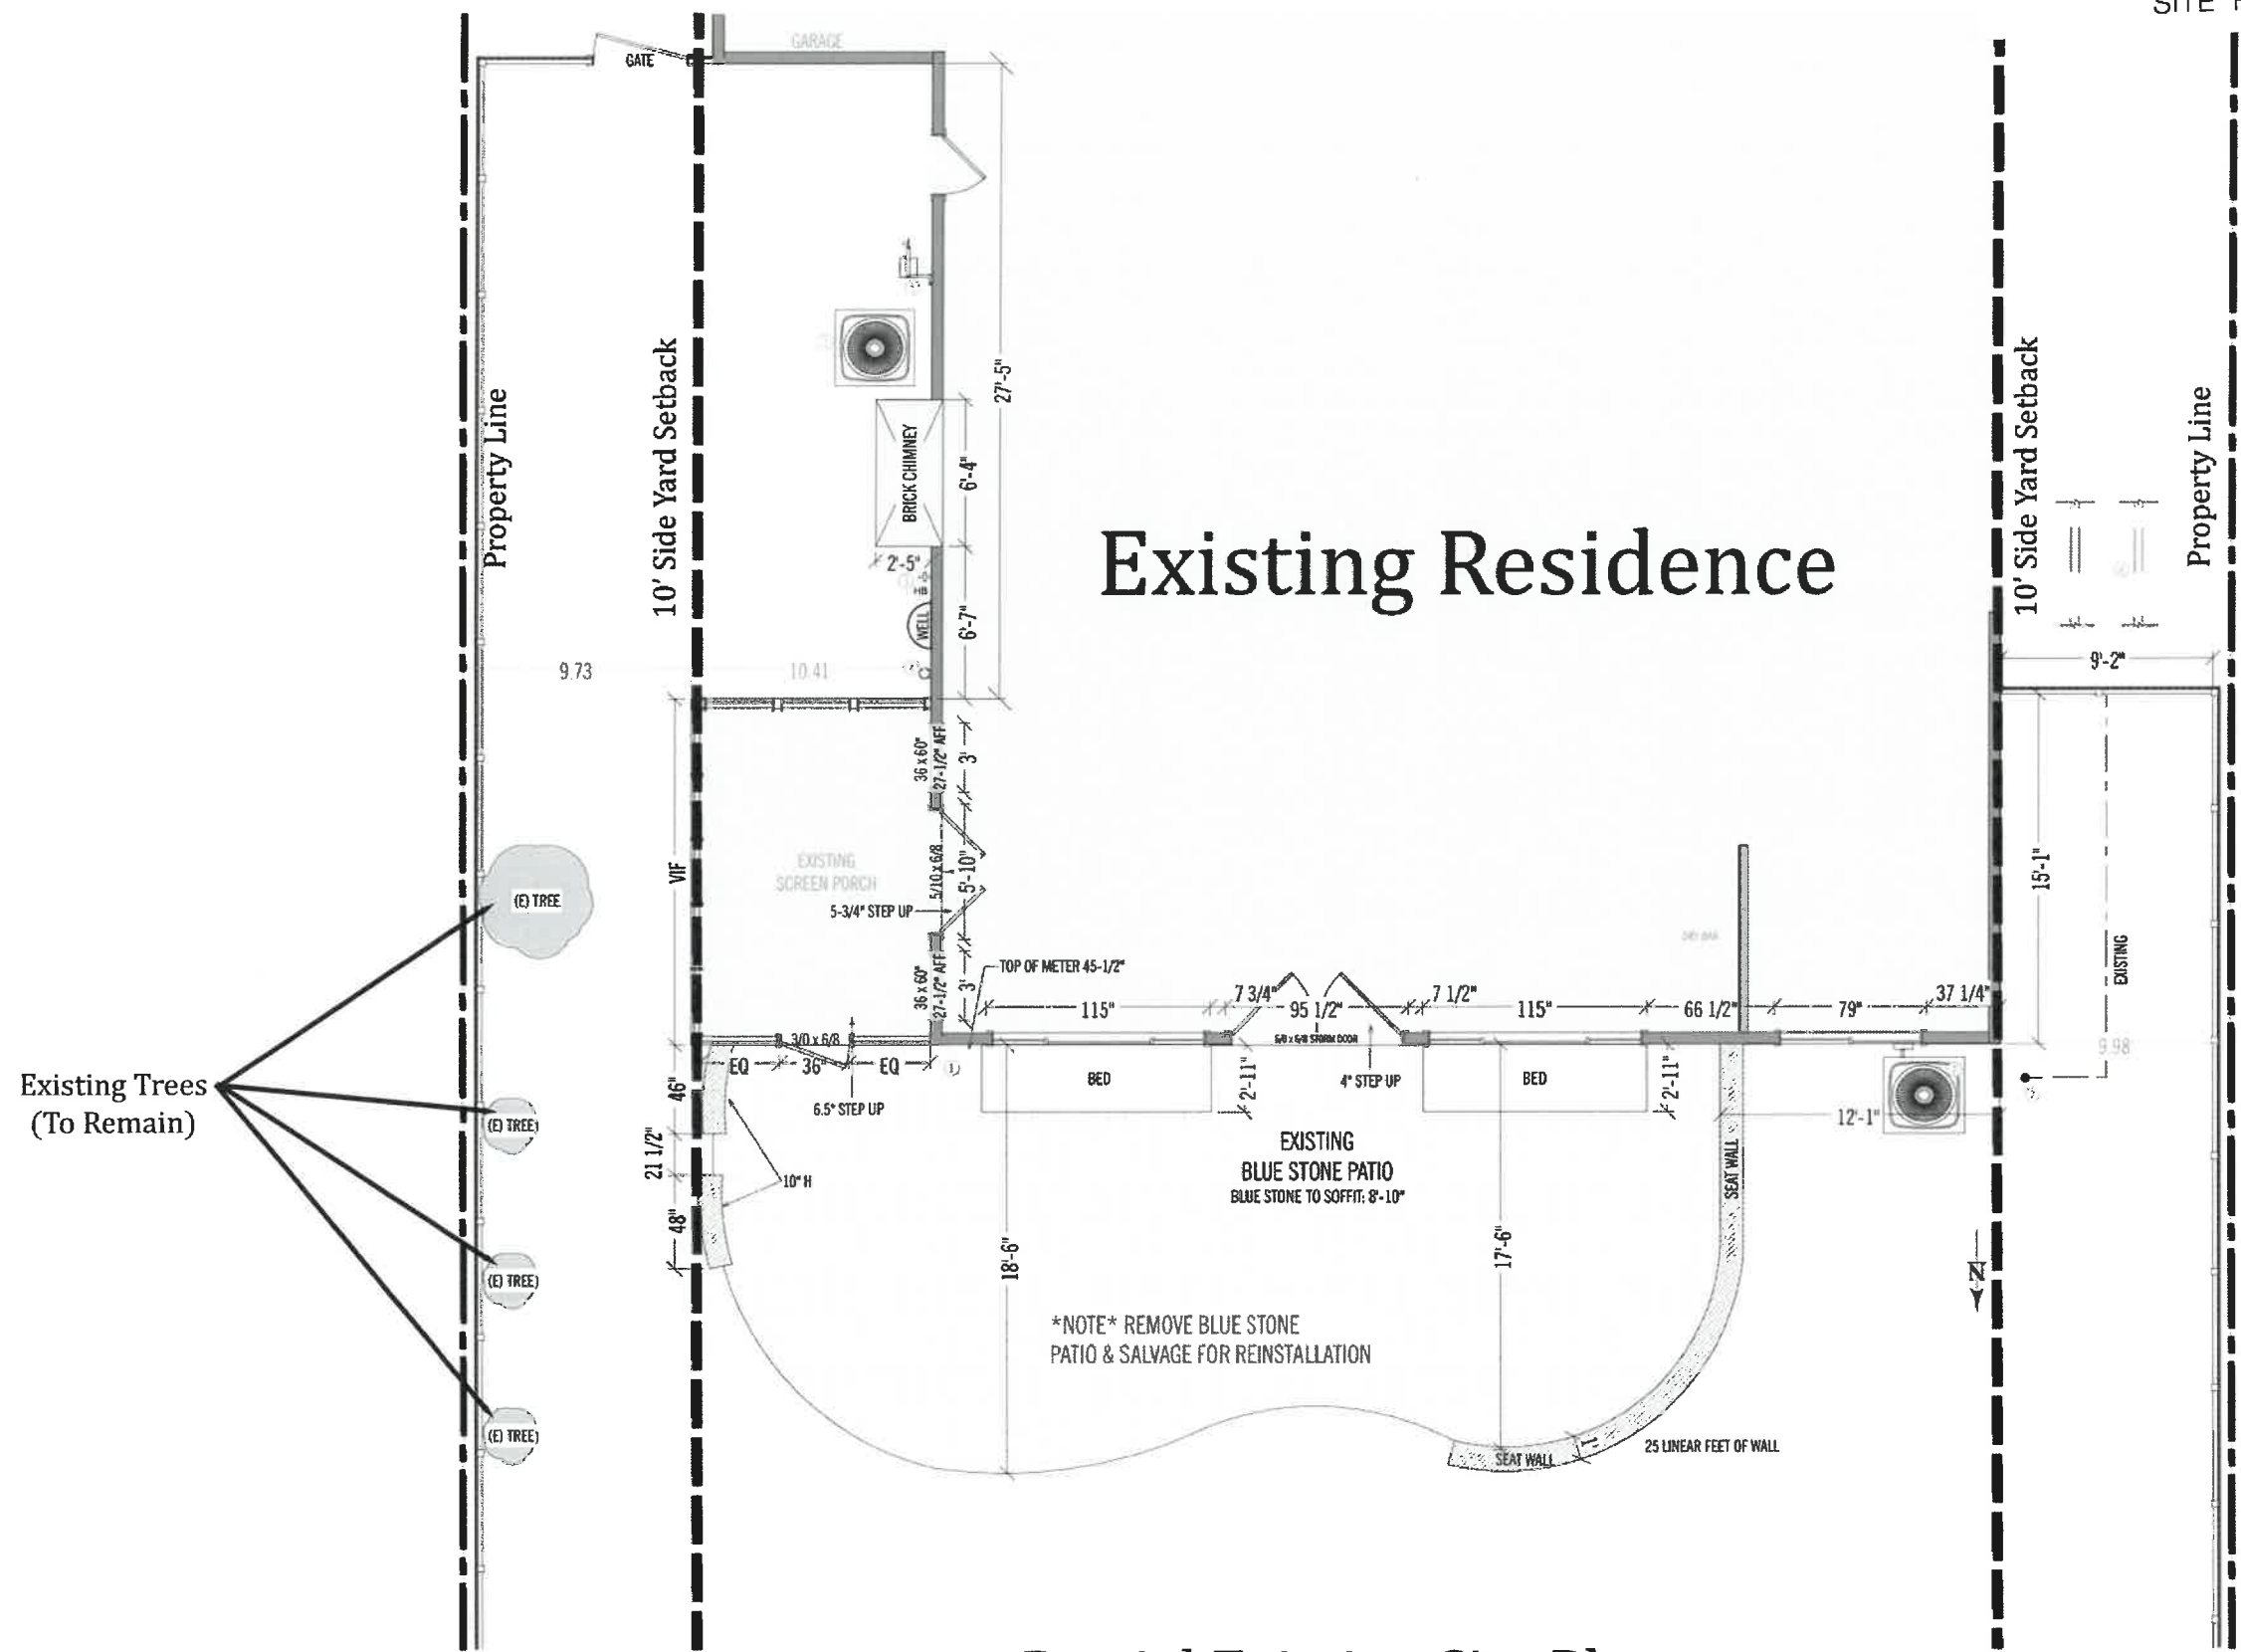 GARAGE
GATE
Property Line
10' Side Yard Setback
27'-5"
BRICK CHIMNEY
6'-4"
2'-5"
HB
WELL
6'-7"
Existing Residence
10' Side Yard Setback
Property Line
9'-2"
9.73
10.41
36 x 60"
27-1/2" AFF
3'
VIF
EXISTING
SCREEN PORCH
5/10 x 6/8
5'-10"
5-3/4" STEP UP
36 x 60"
27-1/2" AFF
3'
TOP OF METER 45-1/2"
DRY BAR
15'-1"
EXISTING
115"
7 3/4"
95 1/2"
7 1/2"
115"
66 1/2"
79"
37 1/4"
3/0 x 6/8
EQ
36"
EQ
6.5" STEP UP
1
STORM DOOR
BED
2'-11"
4" STEP UP
BED
2'-11"
9.98
12'-1"
46"
21 1/2"
48"
10" H
EXISTING
BLUE STONE PATIO
BLUE STONE TO SOFFIT: 8'-10"
SEAT WALL
18'-6"
17'-6"
N
*NOTE* REMOVE BLUE STONE
PATIO & SALVAGE FOR REINSTALLATION
SEAT WALL
1'
25 LINEAR FEET OF WALL
Existing Trees
(To Remain)
(E) TREE
(E) TREE)
(E) TREE)
(E) TREE)